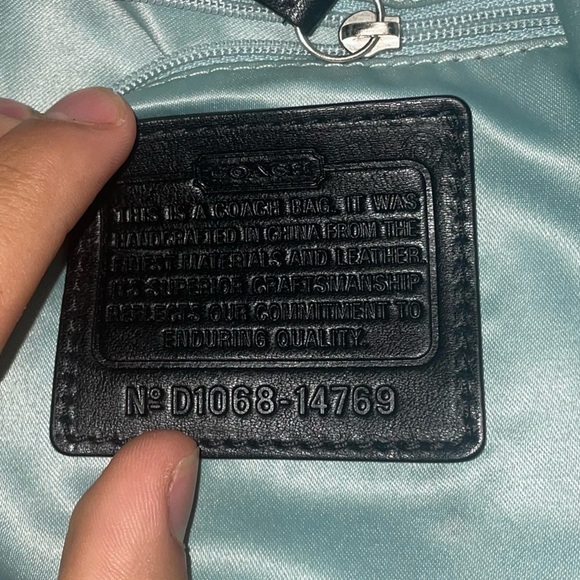 COACH
THIS IS A COACH BAG. IT WAS
HANDCRAFTED IN CHINA FROM THE
FINEST MATERIALS AND LEATHER.
ITS SUPERIOR CRAFTSMANSHIP
REFLECTS OUR COMMITMENT TO
ENDURING QUALITY.
Nº D1068-14769